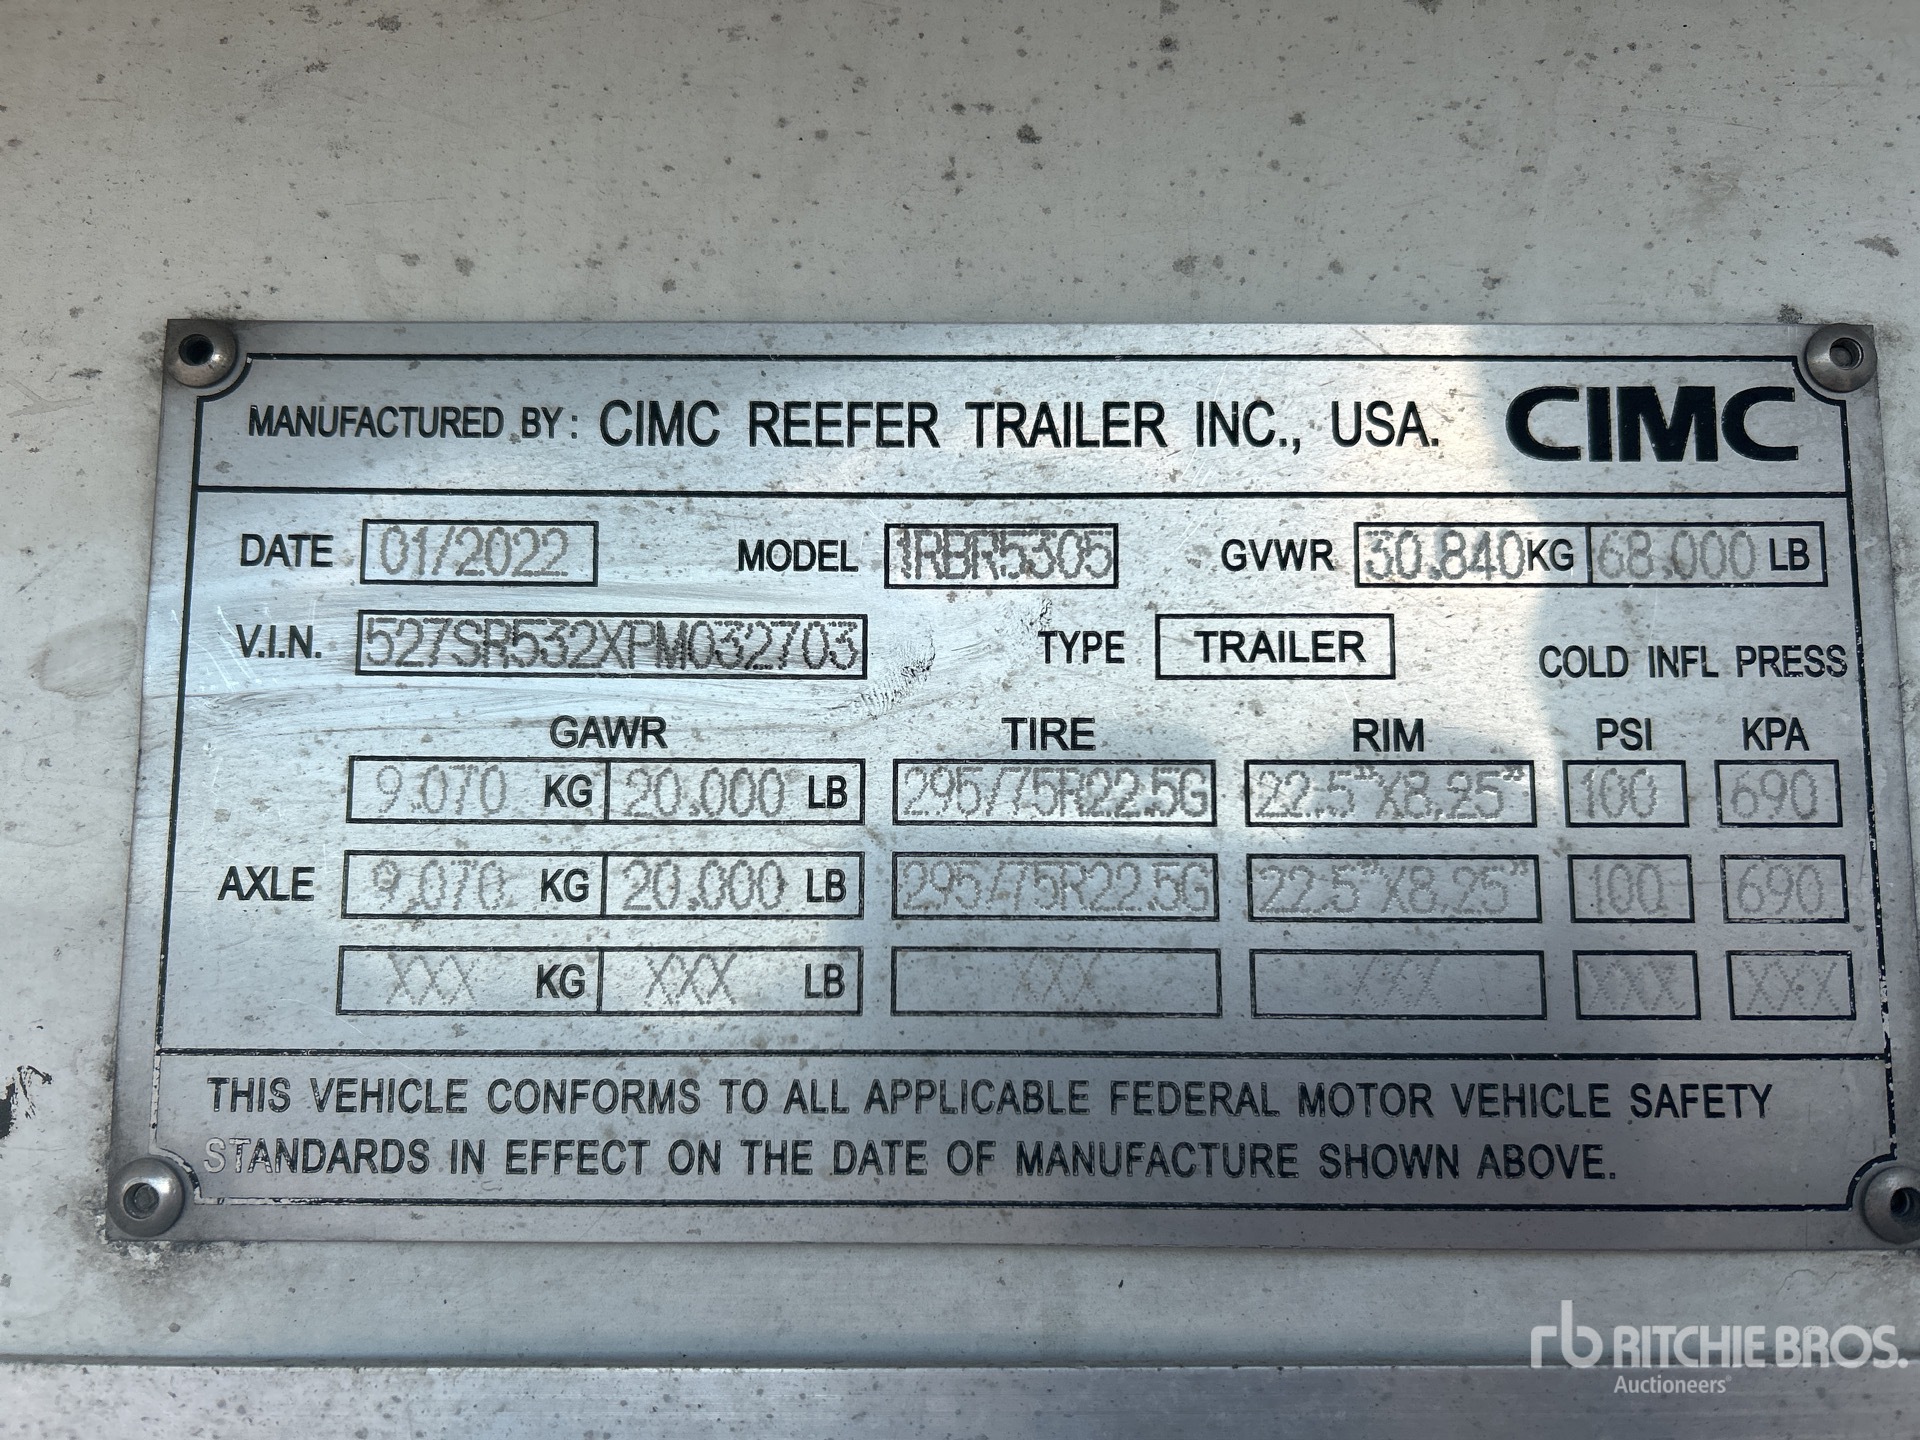 MANUFACTURED BY: CIMC REEFER TRAILER INC., USA. CIMC
DATE 01/2022 MODEL 1RBR5305 GVWR 30.840 KG 68.000 LB
V.I.N. 527SR532XPM032703 TYPE TRAILER COLD INFL PRESS
GAWR TIRE RIM PSI KPA
9.070 KG 20.000 LB 295/75R22.5G 22.5"X8.25" 100 690
AXLE 9.070 KG 20.000 LB 295/75R22.5G 22.5"X8.25" 100 690
XXX KG XXX LB XXX XXX XXX XXX
THIS VEHICLE CONFORMS TO ALL APPLICABLE FEDERAL MOTOR VEHICLE SAFETY
STANDARDS IN EFFECT ON THE DATE OF MANUFACTURE SHOWN ABOVE.
rb RITCHIE BROS.
Auctioneers